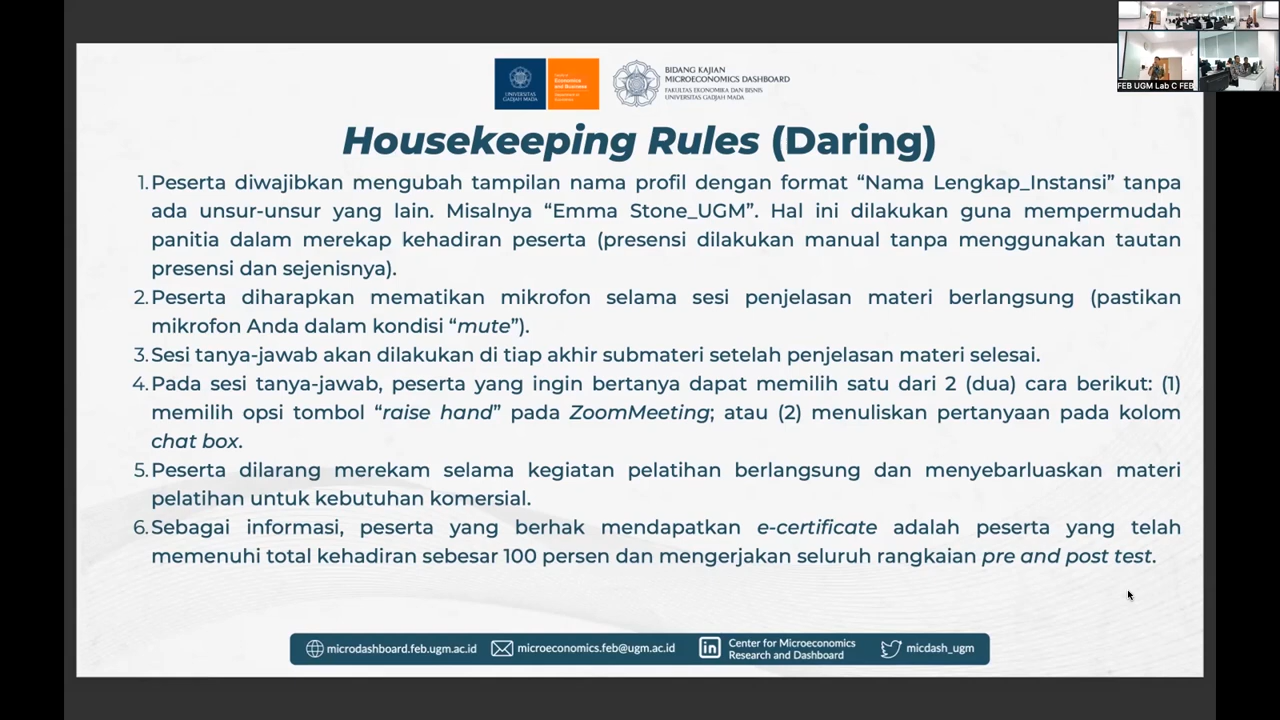 FEB UGM Lab C FEB
UNIVERSITAS
GADJAH MADA
Economics
and Business
BIDANG KAJIAN
MICROECONOMICS DASHBOARD
FAKULTAS EKONOMIKA DAN BISNIS
UNIVERSITAS GADJAH MADA
Housekeeping Rules (Daring)
1. Peserta diwajibkan mengubah tampilan nama profil dengan format “Nama Lengkap_Instansi” tanpa
ada unsur-unsur yang lain. Misalnya “Emma Stone_UGM”. Hal ini dilakukan guna mempermudah
panitia dalam merekap kehadiran peserta (presensi dilakukan manual tanpa menggunakan tautan
presensi dan sejenisnya).
2. Peserta diharapkan mematikan mikrofon selama sesi penjelasan materi berlangsung (pastikan
mikrofon Anda dalam kondisi “mute”).
3. Sesi tanya-jawab akan dilakukan di tiap akhir submateri setelah penjelasan materi selesai.
4. Pada sesi tanya-jawab, peserta yang ingin bertanya dapat memilih satu dari 2 (dua) cara berikut: (1)
memilih opsi tombol “raise hand” pada ZoomMeeting; atau (2) menuliskan pertanyaan pada kolom
chat box.
5. Peserta dilarang merekam selama kegiatan pelatihan berlangsung dan menyebarluaskan materi
pelatihan untuk kebutuhan komersial.
6. Sebagai informasi, peserta yang berhak mendapatkan e-certificate adalah peserta yang telah
memenuhi total kehadiran sebesar 100 persen dan mengerjakan seluruh rangkaian pre and post test.
microdashboard.feb.ugm.ac.id
microeconomics.feb@ugm.ac.id
Center for Microeconomics
Research and Dashboard
micdash_ugm